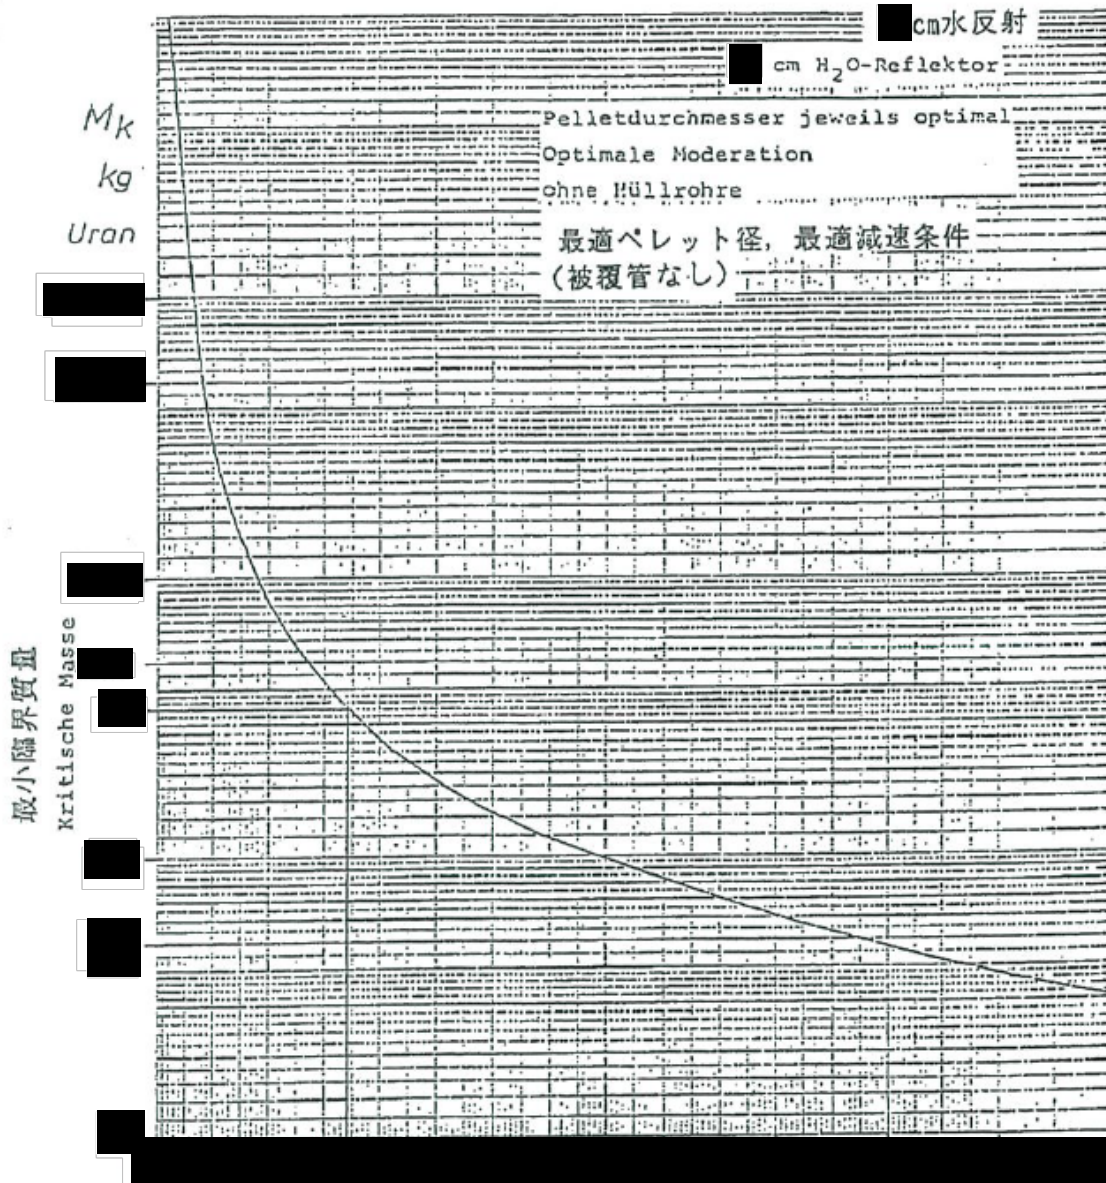 cm水反射
cm H₂O-Reflektor
Pelletdurchmesser jeweils optimal
Optimale Moderation
ohne Hüllrohre
最適ペレット径, 最適減速条件
(被覆管なし)
Mk
kg
Uran
最小臨界質量
Kritische Masse